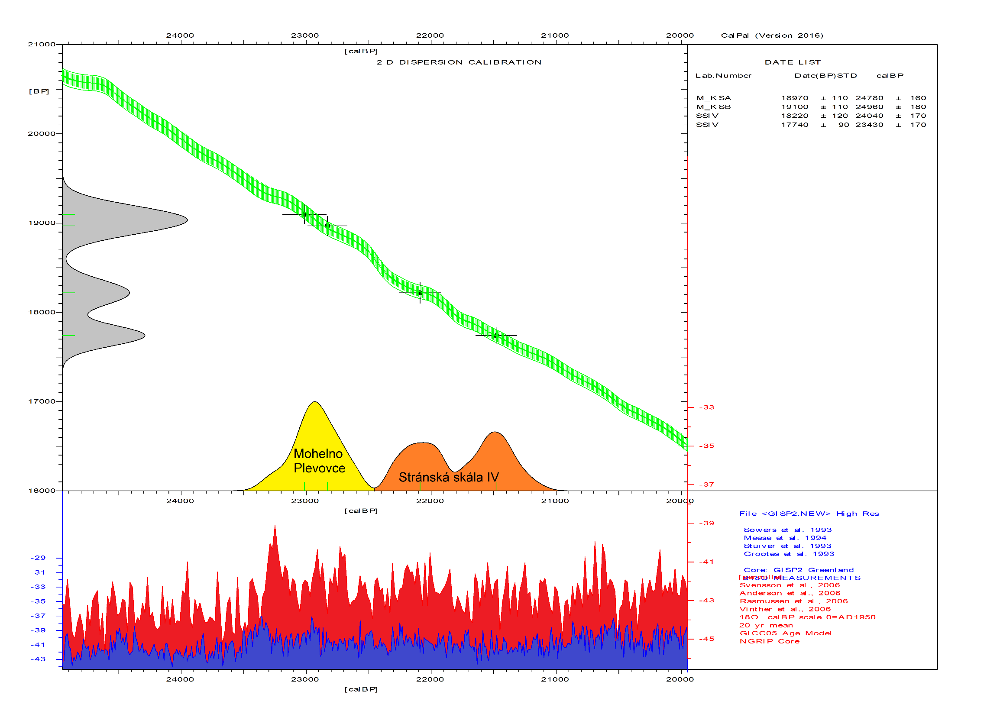 24000 23000 22000 21000 20000 CalPal (Version 2016)
21000
[calBP]
2-D DISPERSION CALIBRATION DATE LIST
Lab.Number Date(BP)STD calBP
[BP]
M_KSA 18970 ± 110 24780 ± 160
M_KSB 19100 ± 110 24960 ± 180
SSIV 18220 ± 120 24040 ± 170
SSIV 17740 ± 90 23430 ± 170
20000
19000
18000
17000
-33
-35
Mohelno
Plevovce
Stránská skála IV
-37
16000
24000 23000 22000 21000 20000
[calBP]
File <GISP2.NEW> High Res
-39
Sowers et al. 1993
Meese et al. 1994
Stuiver et al. 1993
Grootes et al. 1993
-29
-41
Core: GISP2 Greenland
-31
[permille]
d18O MEASUREMENTS
Svensson et al., 2006
-33
Anderson et al., 2006
-43
-35
Rasmussen et al., 2006
Vinther et al., 2006
-37
18O calBP scale 0=AD1950
20 yr mean
-39
GICC05 Age Model
-45
NGRIP Core
-41
-43
24000 23000 22000 21000 20000
[calBP]